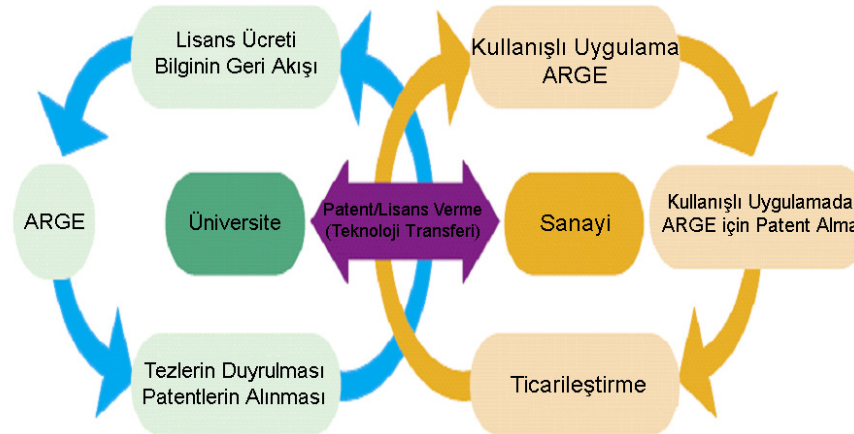 Lisans Ücreti
Bilginin Geri Akışı
Kullanışlı Uygulama
ARGE
ARGE
Üniversite
Patent/Lisans Verme
(Teknoloji Transferi)
Sanayi
Kullanışlı Uygulamada
ARGE için Patent Alma
Tezlerin Duyrulması
Patentlerin Alınması
Ticarileştirme